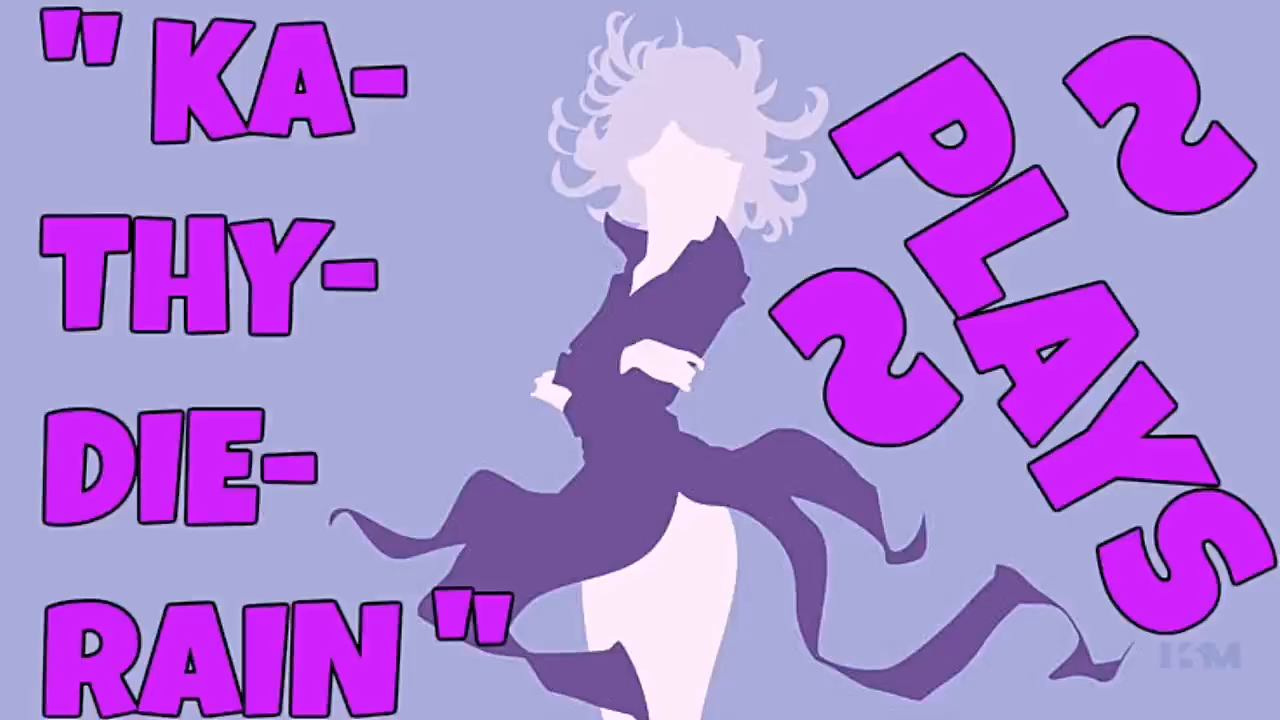 " KA-
THY-
DIE-
RAIN "
S
PLAYS
S